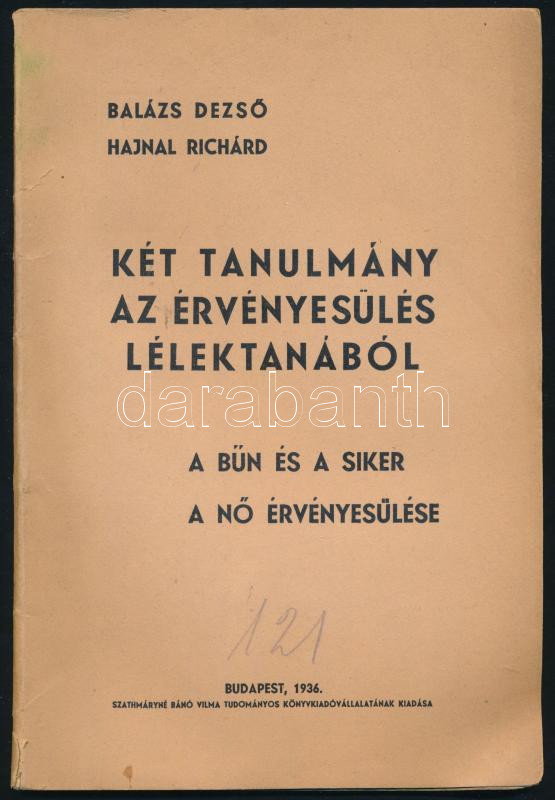 BALÁZS DEZSŐ
HAJNAL RICHÁRD
KÉT TANULMÁNY
AZ ÉRVÉNYESÜLÉS
LÉLEKTANÁBÓL
darabanth
A BŰN ÉS A SIKER
A NŐ ÉRVÉNYESÜLÉSE
121
BUDAPEST, 1936.
SZATHMÁRYNÉ BÁNÓ VILMA TUDOMÁNYOS KÖNYVKIADÓVÁLLALATÁNAK KIADÁSA